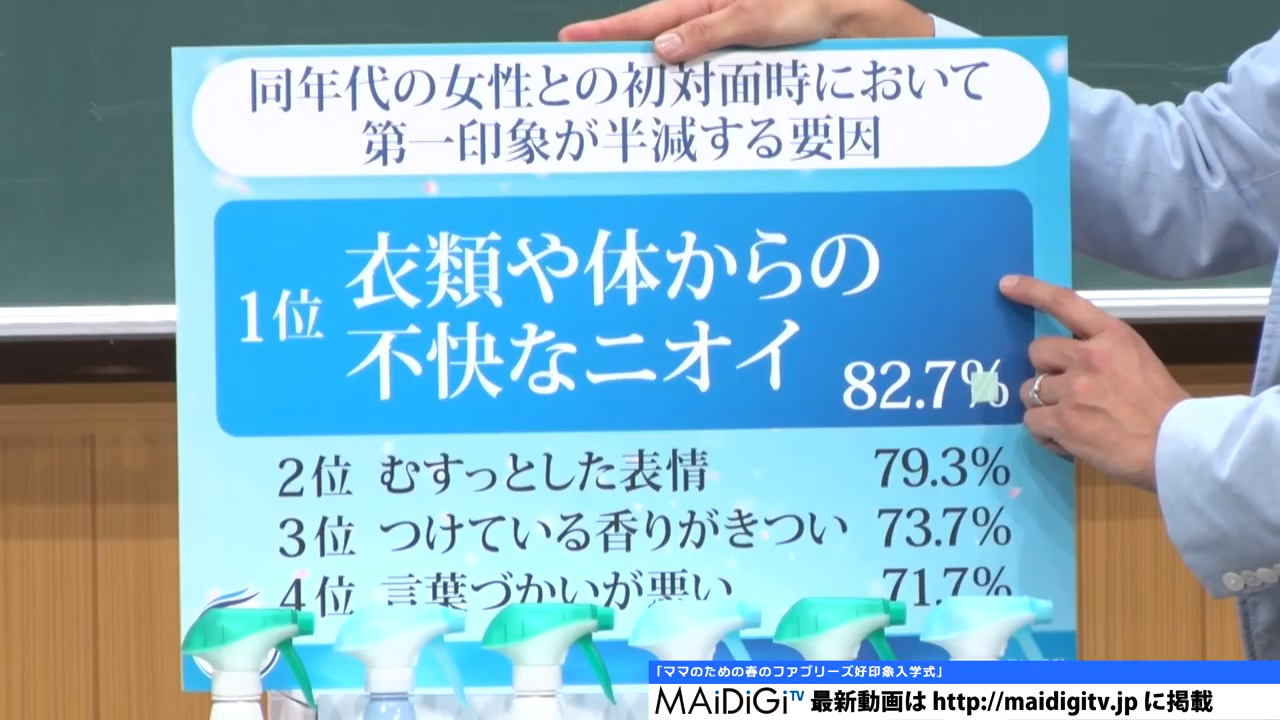 同年代の女性との初対面時において
第一印象が半減する要因
1位 衣類や体からの
不快なニオイ
82.7%
2位 むすっとした表情 79.3%
3位 つけている香りがきつい 73.7%
4位 言葉づかいが悪い 71.7%
「ママのための春のファブリーズ好印象入学式」
MAiDiGiTV 最新動画は http://maidigitv.jp に掲載